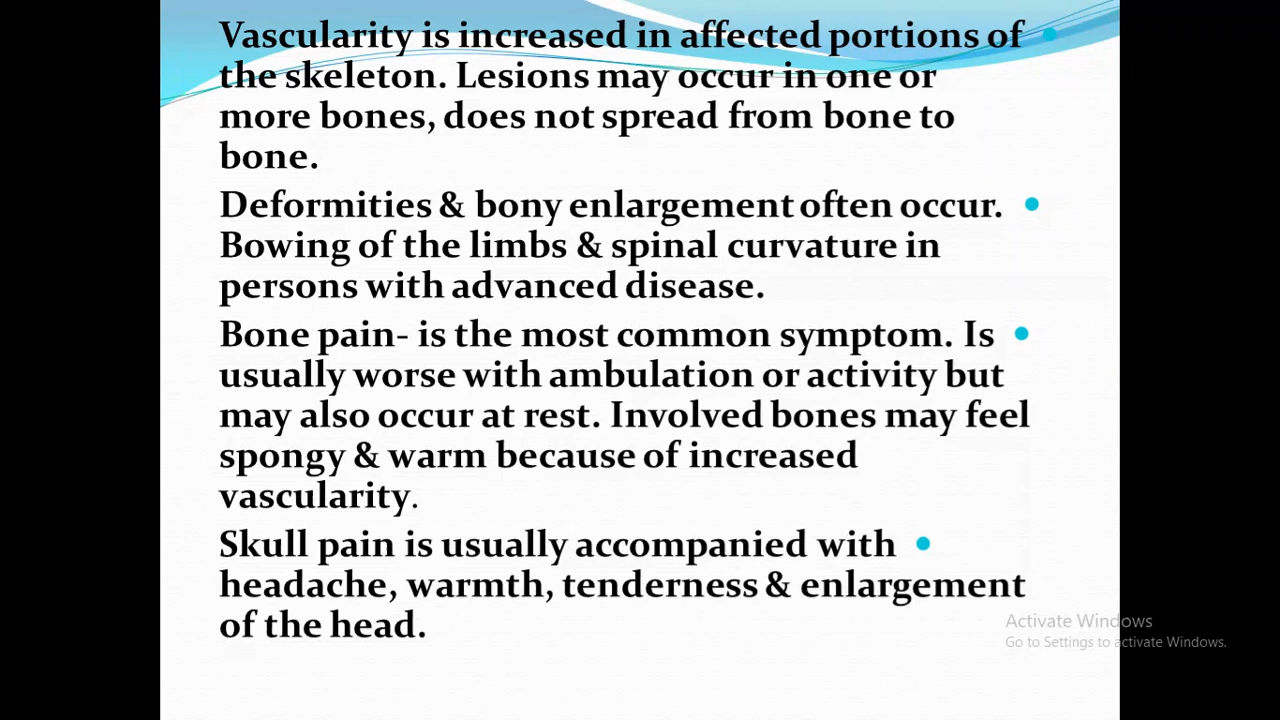 Vascularity is increased in affected portions of
the skeleton. Lesions may occur in one or
more bones, does not spread from bone to
bone.
Deformities & bony enlargement often occur.
Bowing of the limbs & spinal curvature in
persons with advanced disease.
Bone pain- is the most common symptom. Is
usually worse with ambulation or activity but
may also occur at rest. Involved bones may feel
spongy & warm because of increased
vascularity.
Skull pain is usually accompanied with
headache, warmth, tenderness & enlargement
of the head.
Activate Windows
Go to Settings to activate Windows.